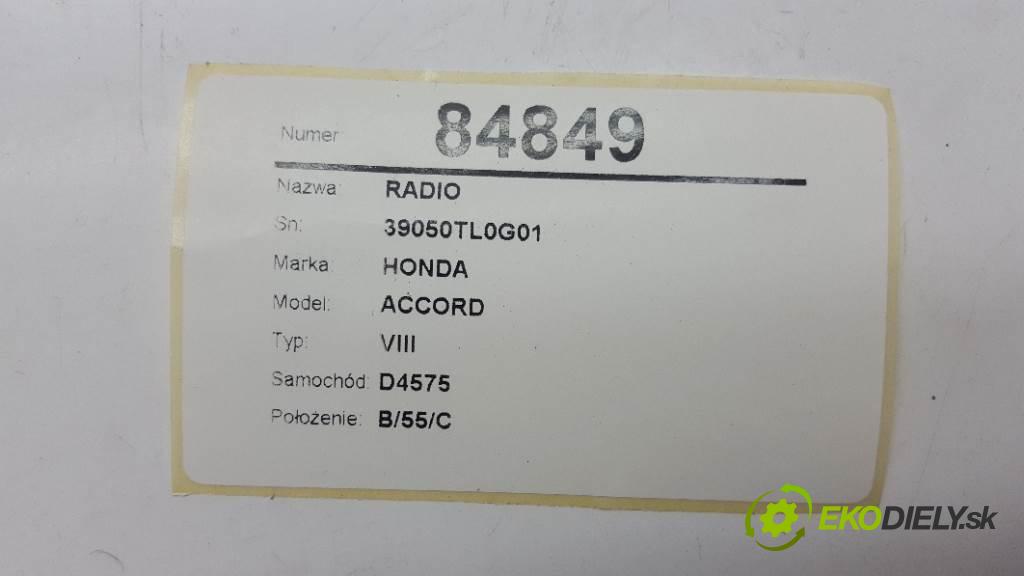 Numer: 84849
Nazwa: RADIO
Sn: 39050TL0G01
Marka: HONDA
Model: ACCORD
Typ: VIII
Samochód: D4575
Położenie: B/55/C
EKODIELY.sk